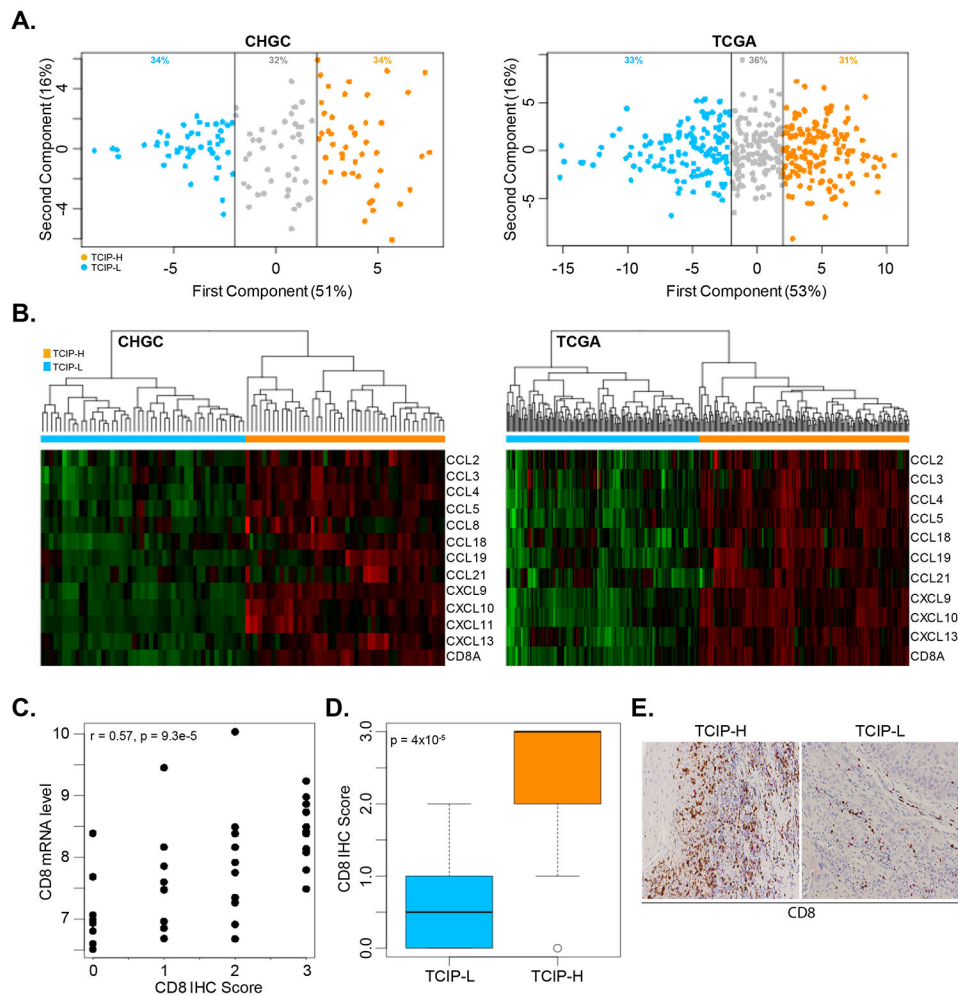 A.
CHGC
34%
32%
34%
Second Component (16%)
4
0
-4
-5
0
5
First Component (51%)
TCIP-H
TCIP-L
TCGA
33%
36%
31%
Second Component (16%)
5
0
-5
-15
-10
-5
0
5
10
First Component (53%)
B.
TCIP-H
TCIP-L
CHGC
CCL2
CCL3
CCL4
CCL5
CCL8
CCL18
CCL19
CCL21
CXCL9
CXCL10
CXCL11
CXCL13
CD8A
TCGA
CCL2
CCL3
CCL4
CCL5
CCL18
CCL19
CCL21
CXCL9
CXCL10
CXCL13
CD8A
C.
r = 0.57, p = 9.3e-5
CD8 mRNA level
10
9
8
7
0
1
2
3
CD8 IHC Score
D.
p = 4x10-5
CD8 IHC Score
3.0
2.0
1.0
0.0
TCIP-L
TCIP-H
E.
TCIP-H
TCIP-L
CD8